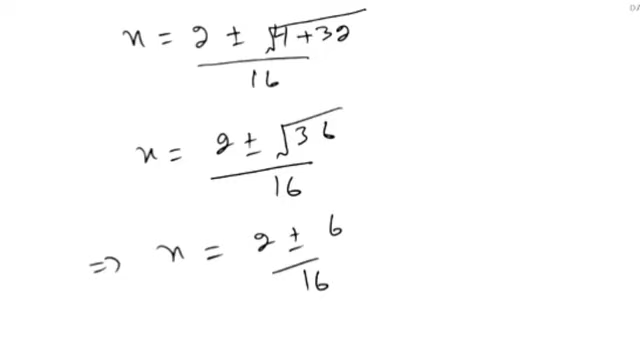 x = 2 ± √4+32 / 16
x = 2 ± √36 / 16
⇒ x = 2 ± 6 / 16